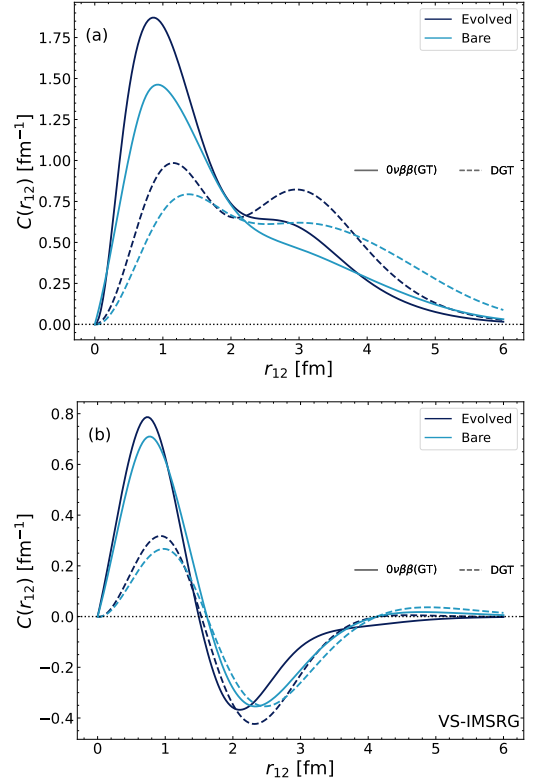 (a)
Evolved
Bare
0νββ(GT)
DGT
C(r₁₂) [fm⁻¹]
1.75
1.50
1.25
1.00
0.75
0.50
0.25
0.00
0 1 2 3 4 5 6
r₁₂ [fm]
(b)
Evolved
Bare
0νββ(GT)
DGT
C(r₁₂) [fm⁻¹]
0.8
0.6
0.4
0.2
0.0
−0.2
−0.4
VS-IMSRG
0 1 2 3 4 5 6
r₁₂ [fm]